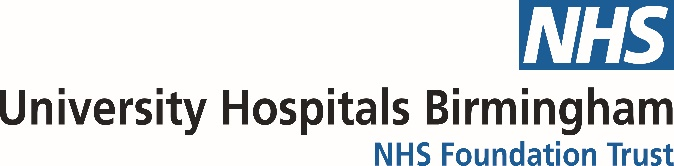 NHS
University Hospitals Birmingham
NHS Foundation Trust